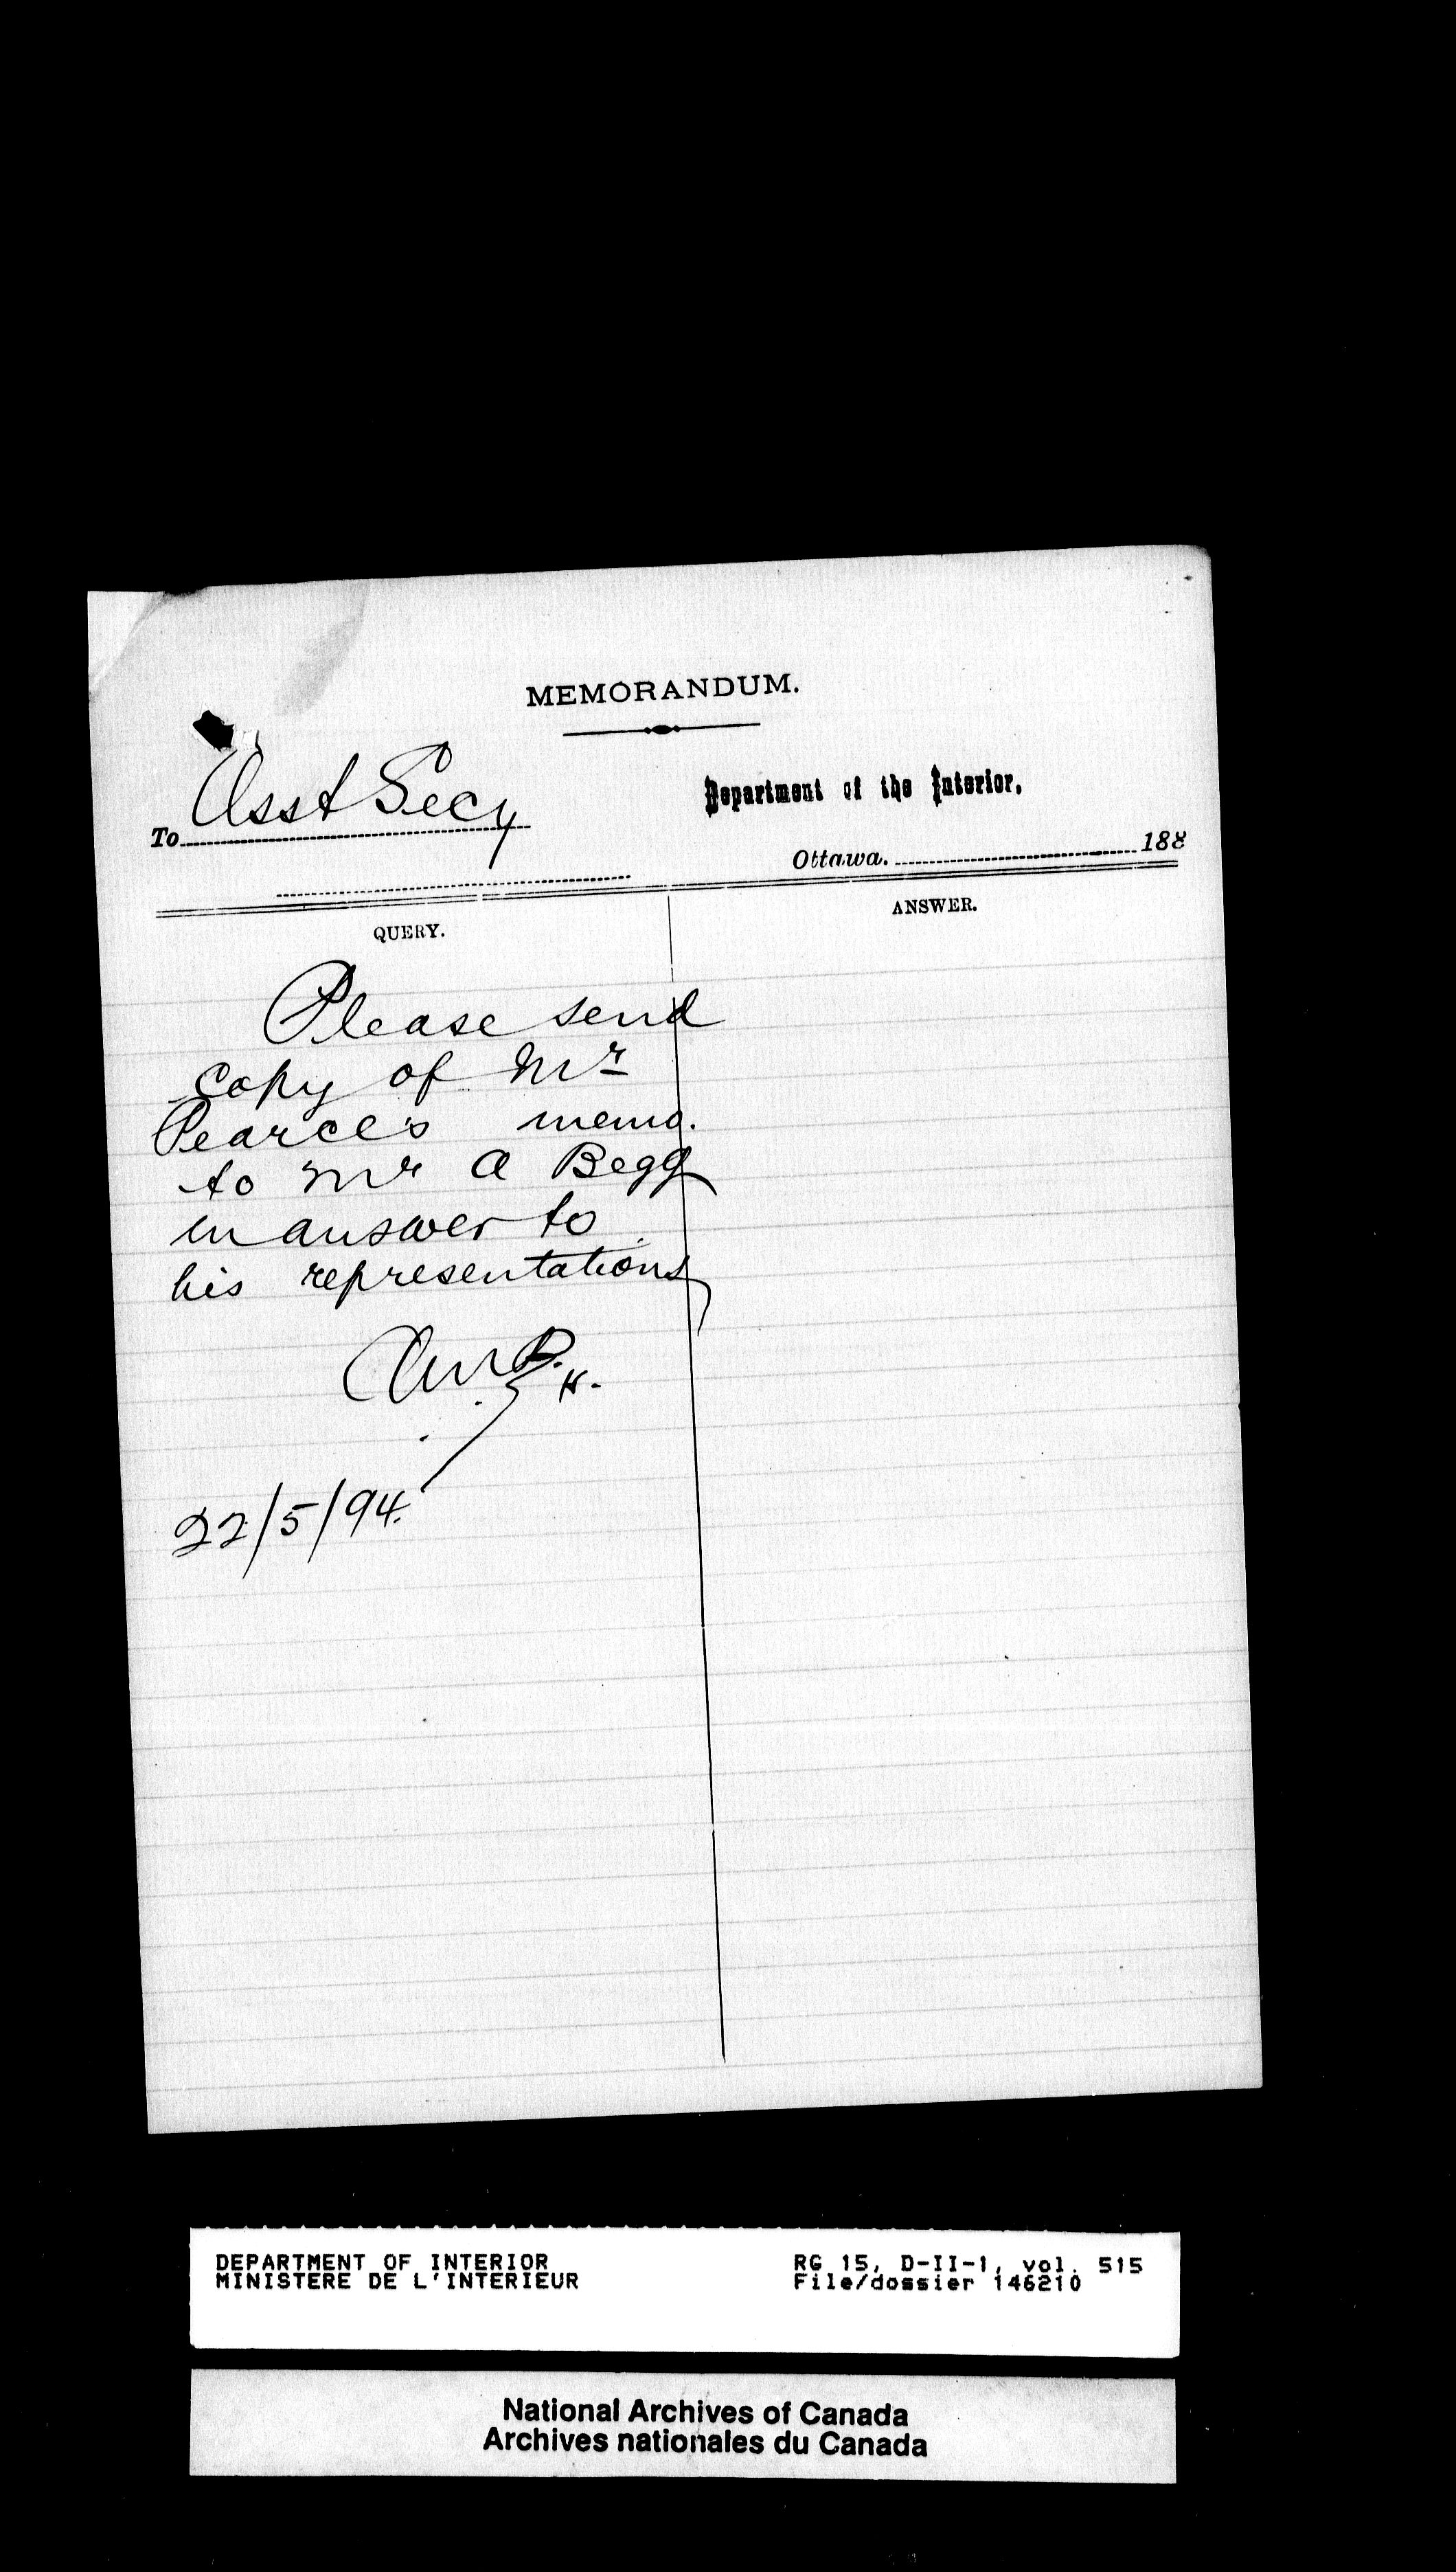 MEMORANDUM.
To Asst Secy
Department of the Interior.
Ottawa. 188
QUERY.
ANSWER.
Please send
copy of Mr
Pearce's memo.
to Mr A Begg
in answer to
his representations
22/5/94.
DEPARTMENT OF INTERIOR
MINISTERE DE L'INTERIEUR
RG 15, D-II-1, vol. 515
File/dossier 146210
National Archives of Canada
Archives nationales du Canada